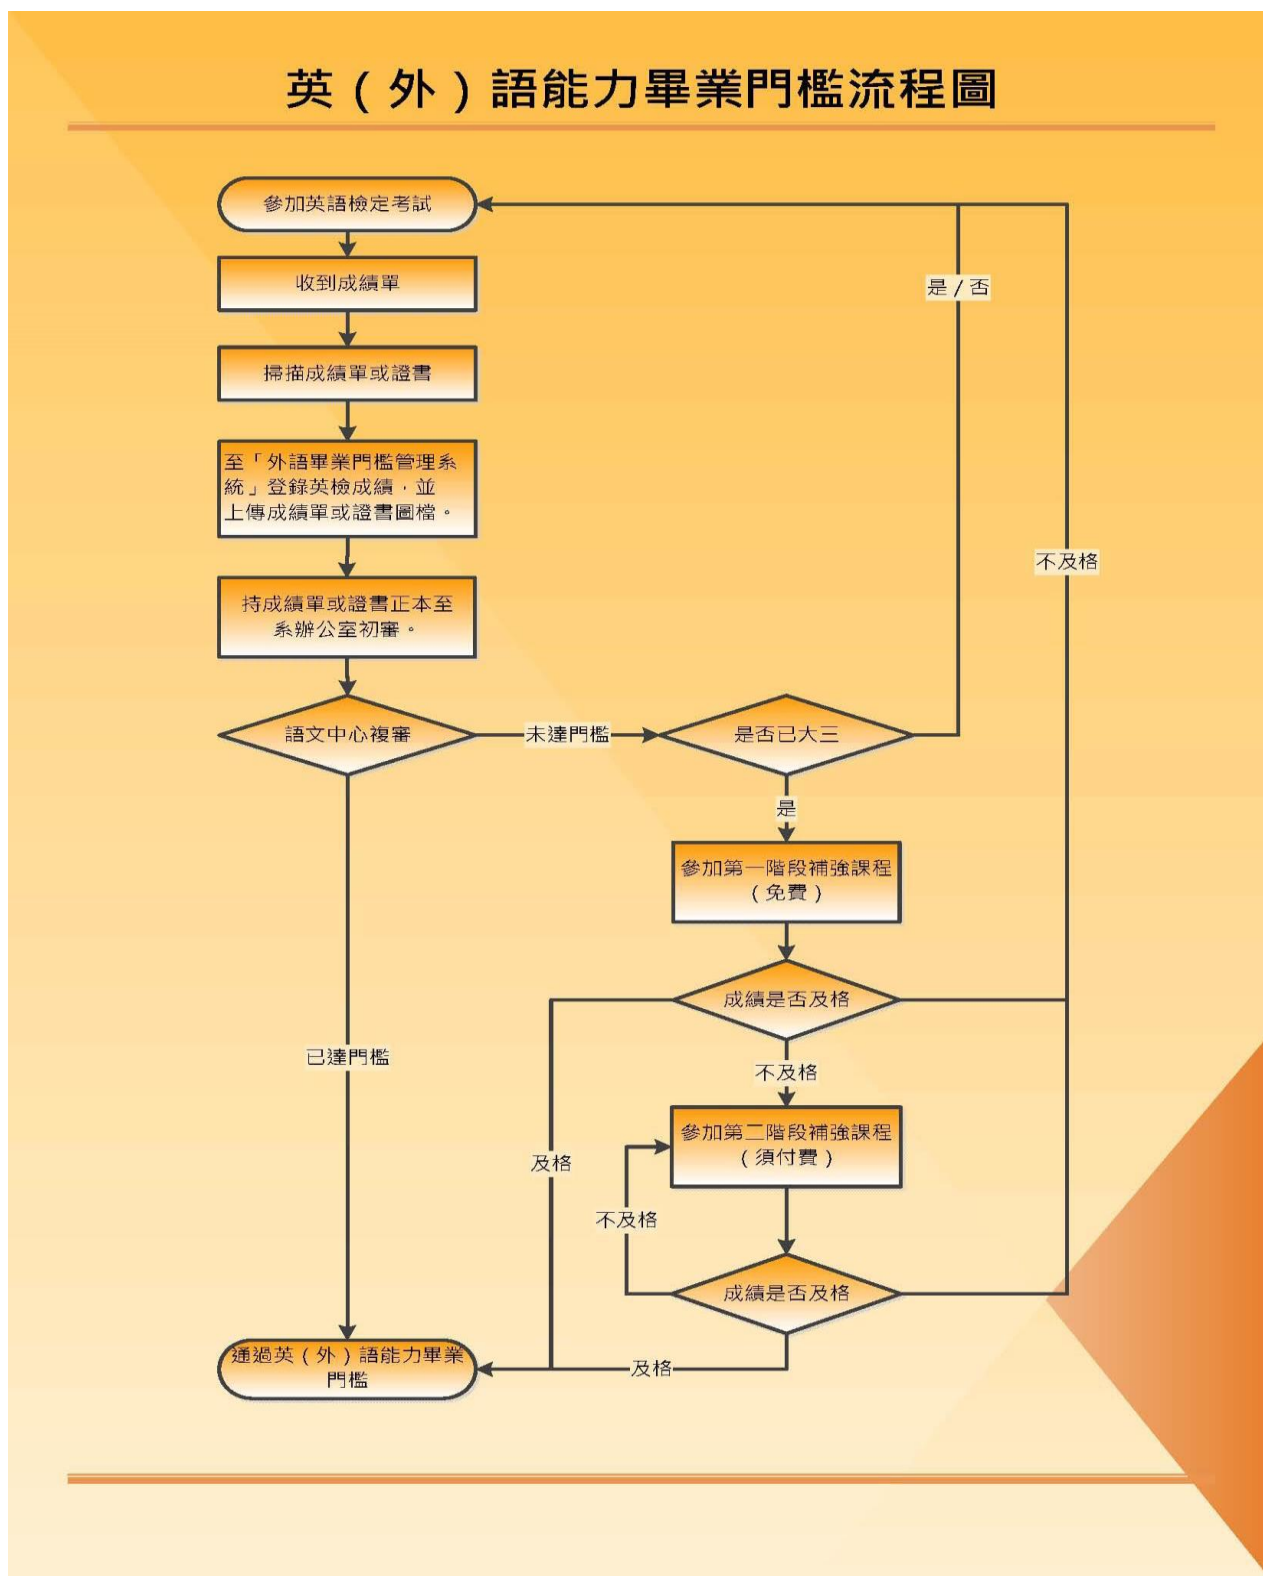 英（外）語能力畢業門檻流程圖
參加英語檢定考試
收到成績單
是 / 否
掃描成績單或證書
至「外語畢業門檻管理系
統」登錄英檢成績，並
上傳成績單或證書圖檔。
不及格
持成績單或證書正本至
系辦公室初審。
語文中心複審
未達門檻
是否已大三
是
參加第一階段補強課程
（免費）
成績是否及格
已達門檻
不及格
參加第二階段補強課程
（須付費）
及格
不及格
成績是否及格
通過英（外）語能力畢業
門檻
及格